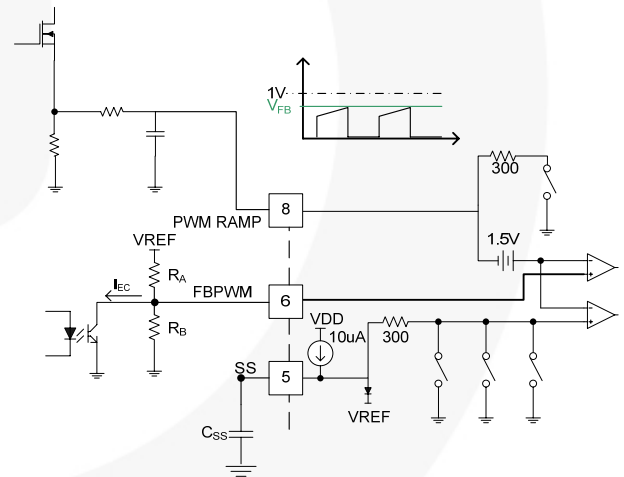 1V
VFB
300
8
PWM RAMP
1.5V
VREF
RA
IEC
FBPWM
6
RB
VDD
10uA
300
SS
5
VREF
CSS